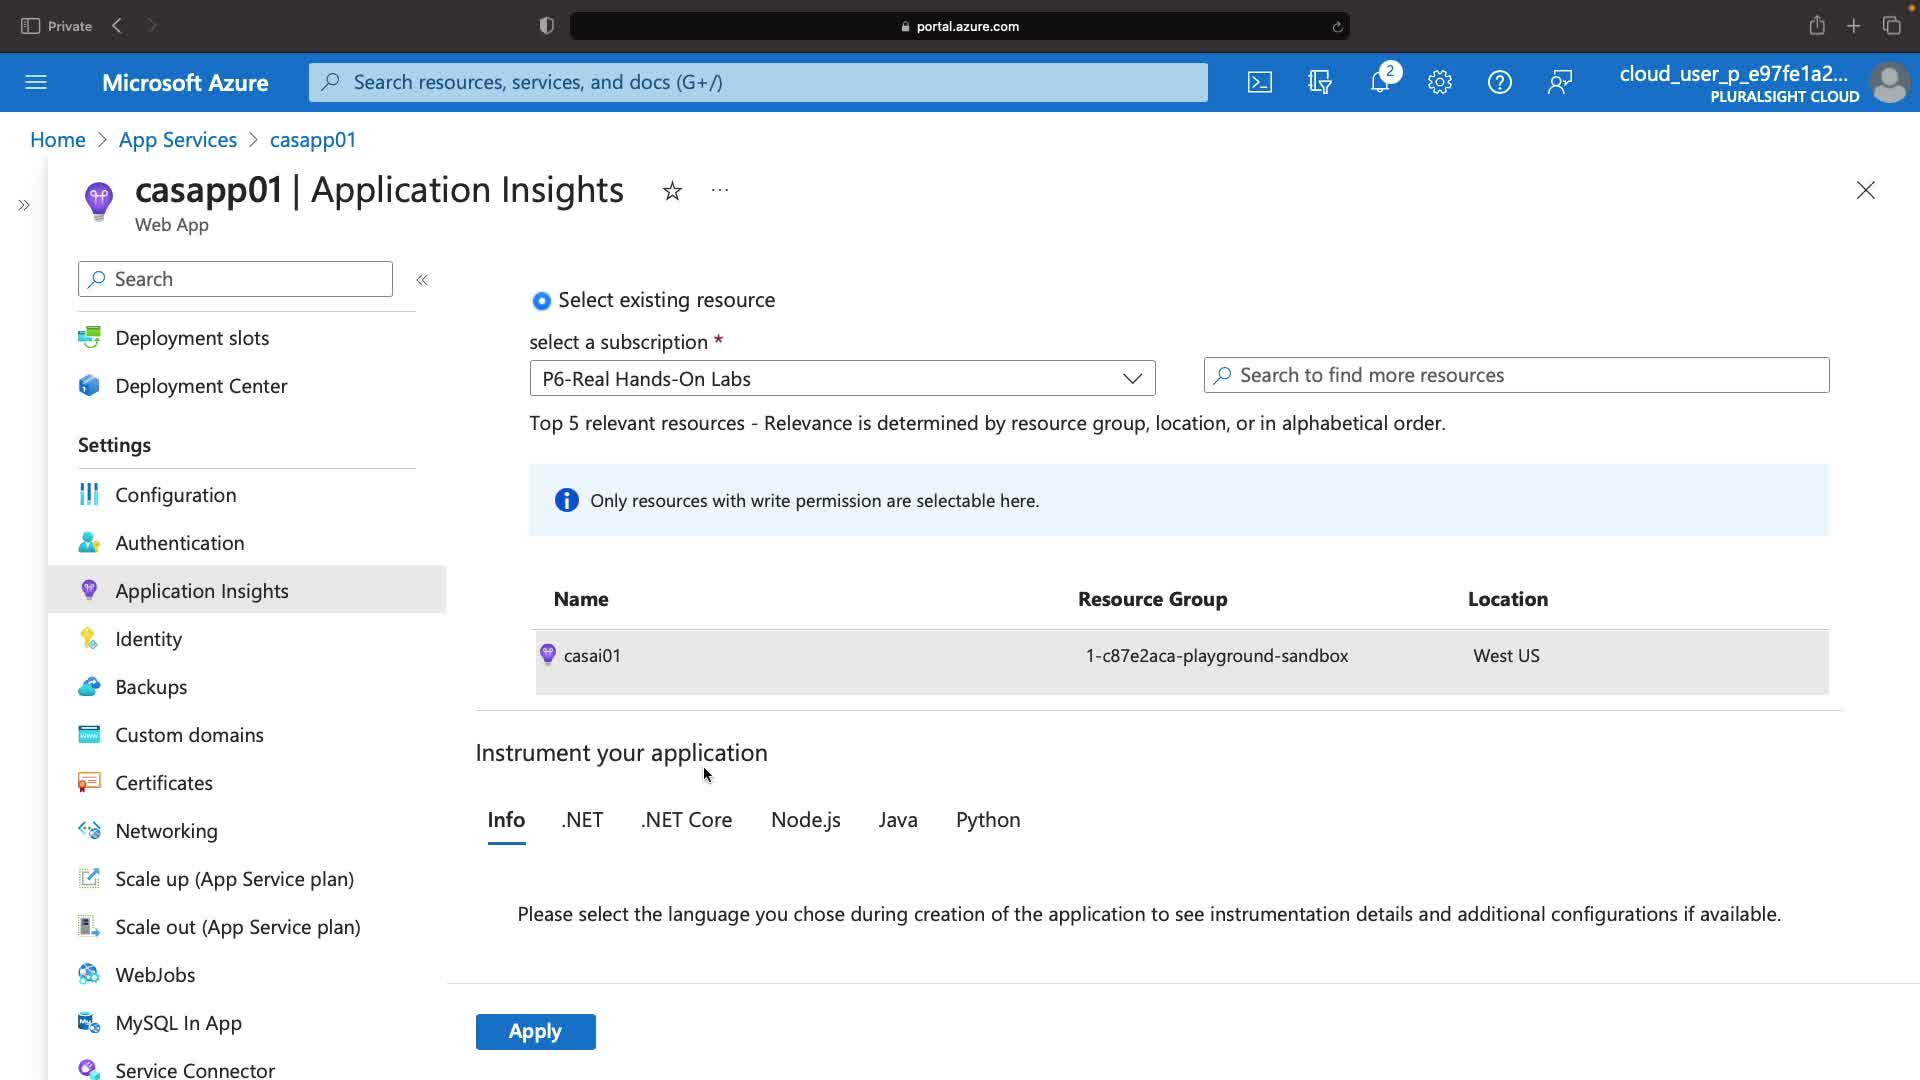 Private
portal.azure.com
Microsoft Azure
Search resources, services, and docs (G+/)
2
cloud_user_p_e97fe1a2...
PLURALSIGHT CLOUD
Home > App Services > casapp01
casapp01 | Application Insights
Web App
Search
Deployment slots
Deployment Center
Settings
Configuration
Authentication
Application Insights
Identity
Backups
Custom domains
Certificates
Networking
Scale up (App Service plan)
Scale out (App Service plan)
WebJobs
MySQL In App
Service Connector
Select existing resource
select a subscription *
P6-Real Hands-On Labs
Search to find more resources
Top 5 relevant resources - Relevance is determined by resource group, location, or in alphabetical order.
Only resources with write permission are selectable here.
Name Resource Group Location
casai01 1-c87e2aca-playground-sandbox West US
Instrument your application
Info .NET .NET Core Node.js Java Python
Please select the language you chose during creation of the application to see instrumentation details and additional configurations if available.
Apply